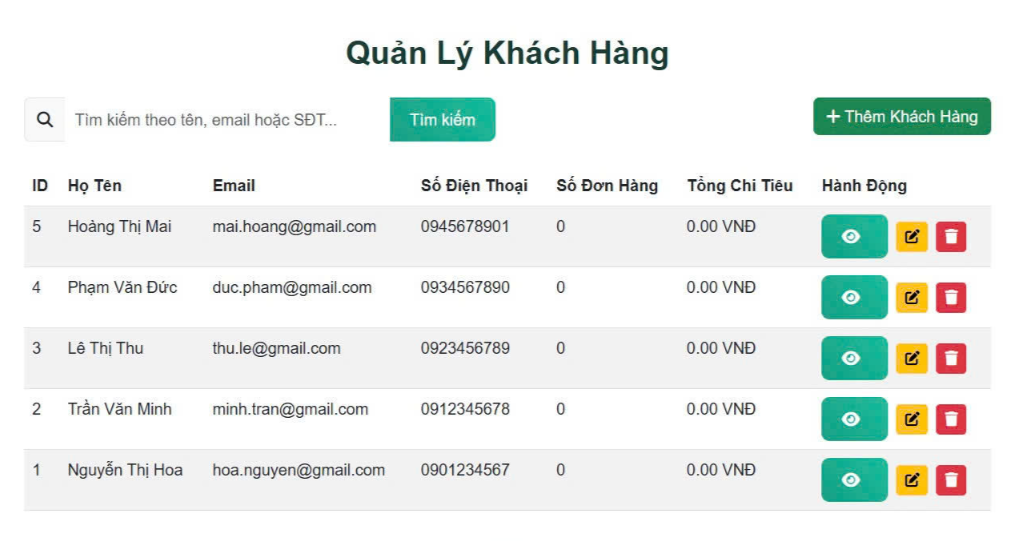 Quản Lý Khách Hàng
Tìm kiếm theo tên, email hoặc SĐT... Tìm kiếm + Thêm Khách Hàng
ID Họ Tên Email Số Điện Thoại Số Đơn Hàng Tổng Chi Tiêu Hành Động
5 Hoàng Thị Mai mai.hoang@gmail.com 0945678901 0 0.00 VNĐ
4 Phạm Văn Đức duc.pham@gmail.com 0934567890 0 0.00 VNĐ
3 Lê Thị Thu thu.le@gmail.com 0923456789 0 0.00 VNĐ
2 Trần Văn Minh minh.tran@gmail.com 0912345678 0 0.00 VNĐ
1 Nguyễn Thị Hoa hoa.nguyen@gmail.com 0901234567 0 0.00 VNĐ